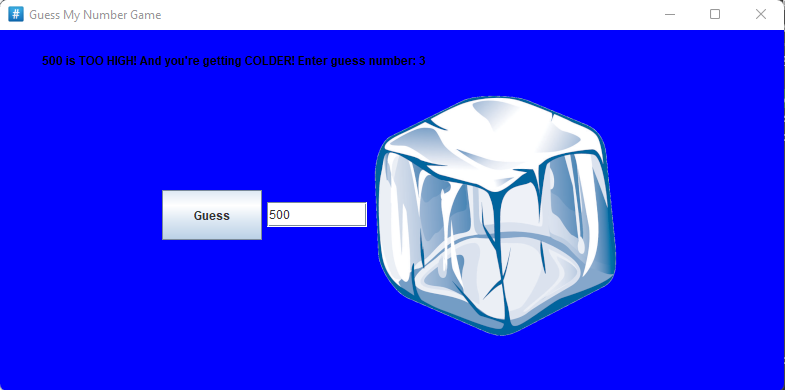 # Guess My Number Game
500 is TOO HIGH! And you're getting COLDER! Enter guess number: 3
Guess
500